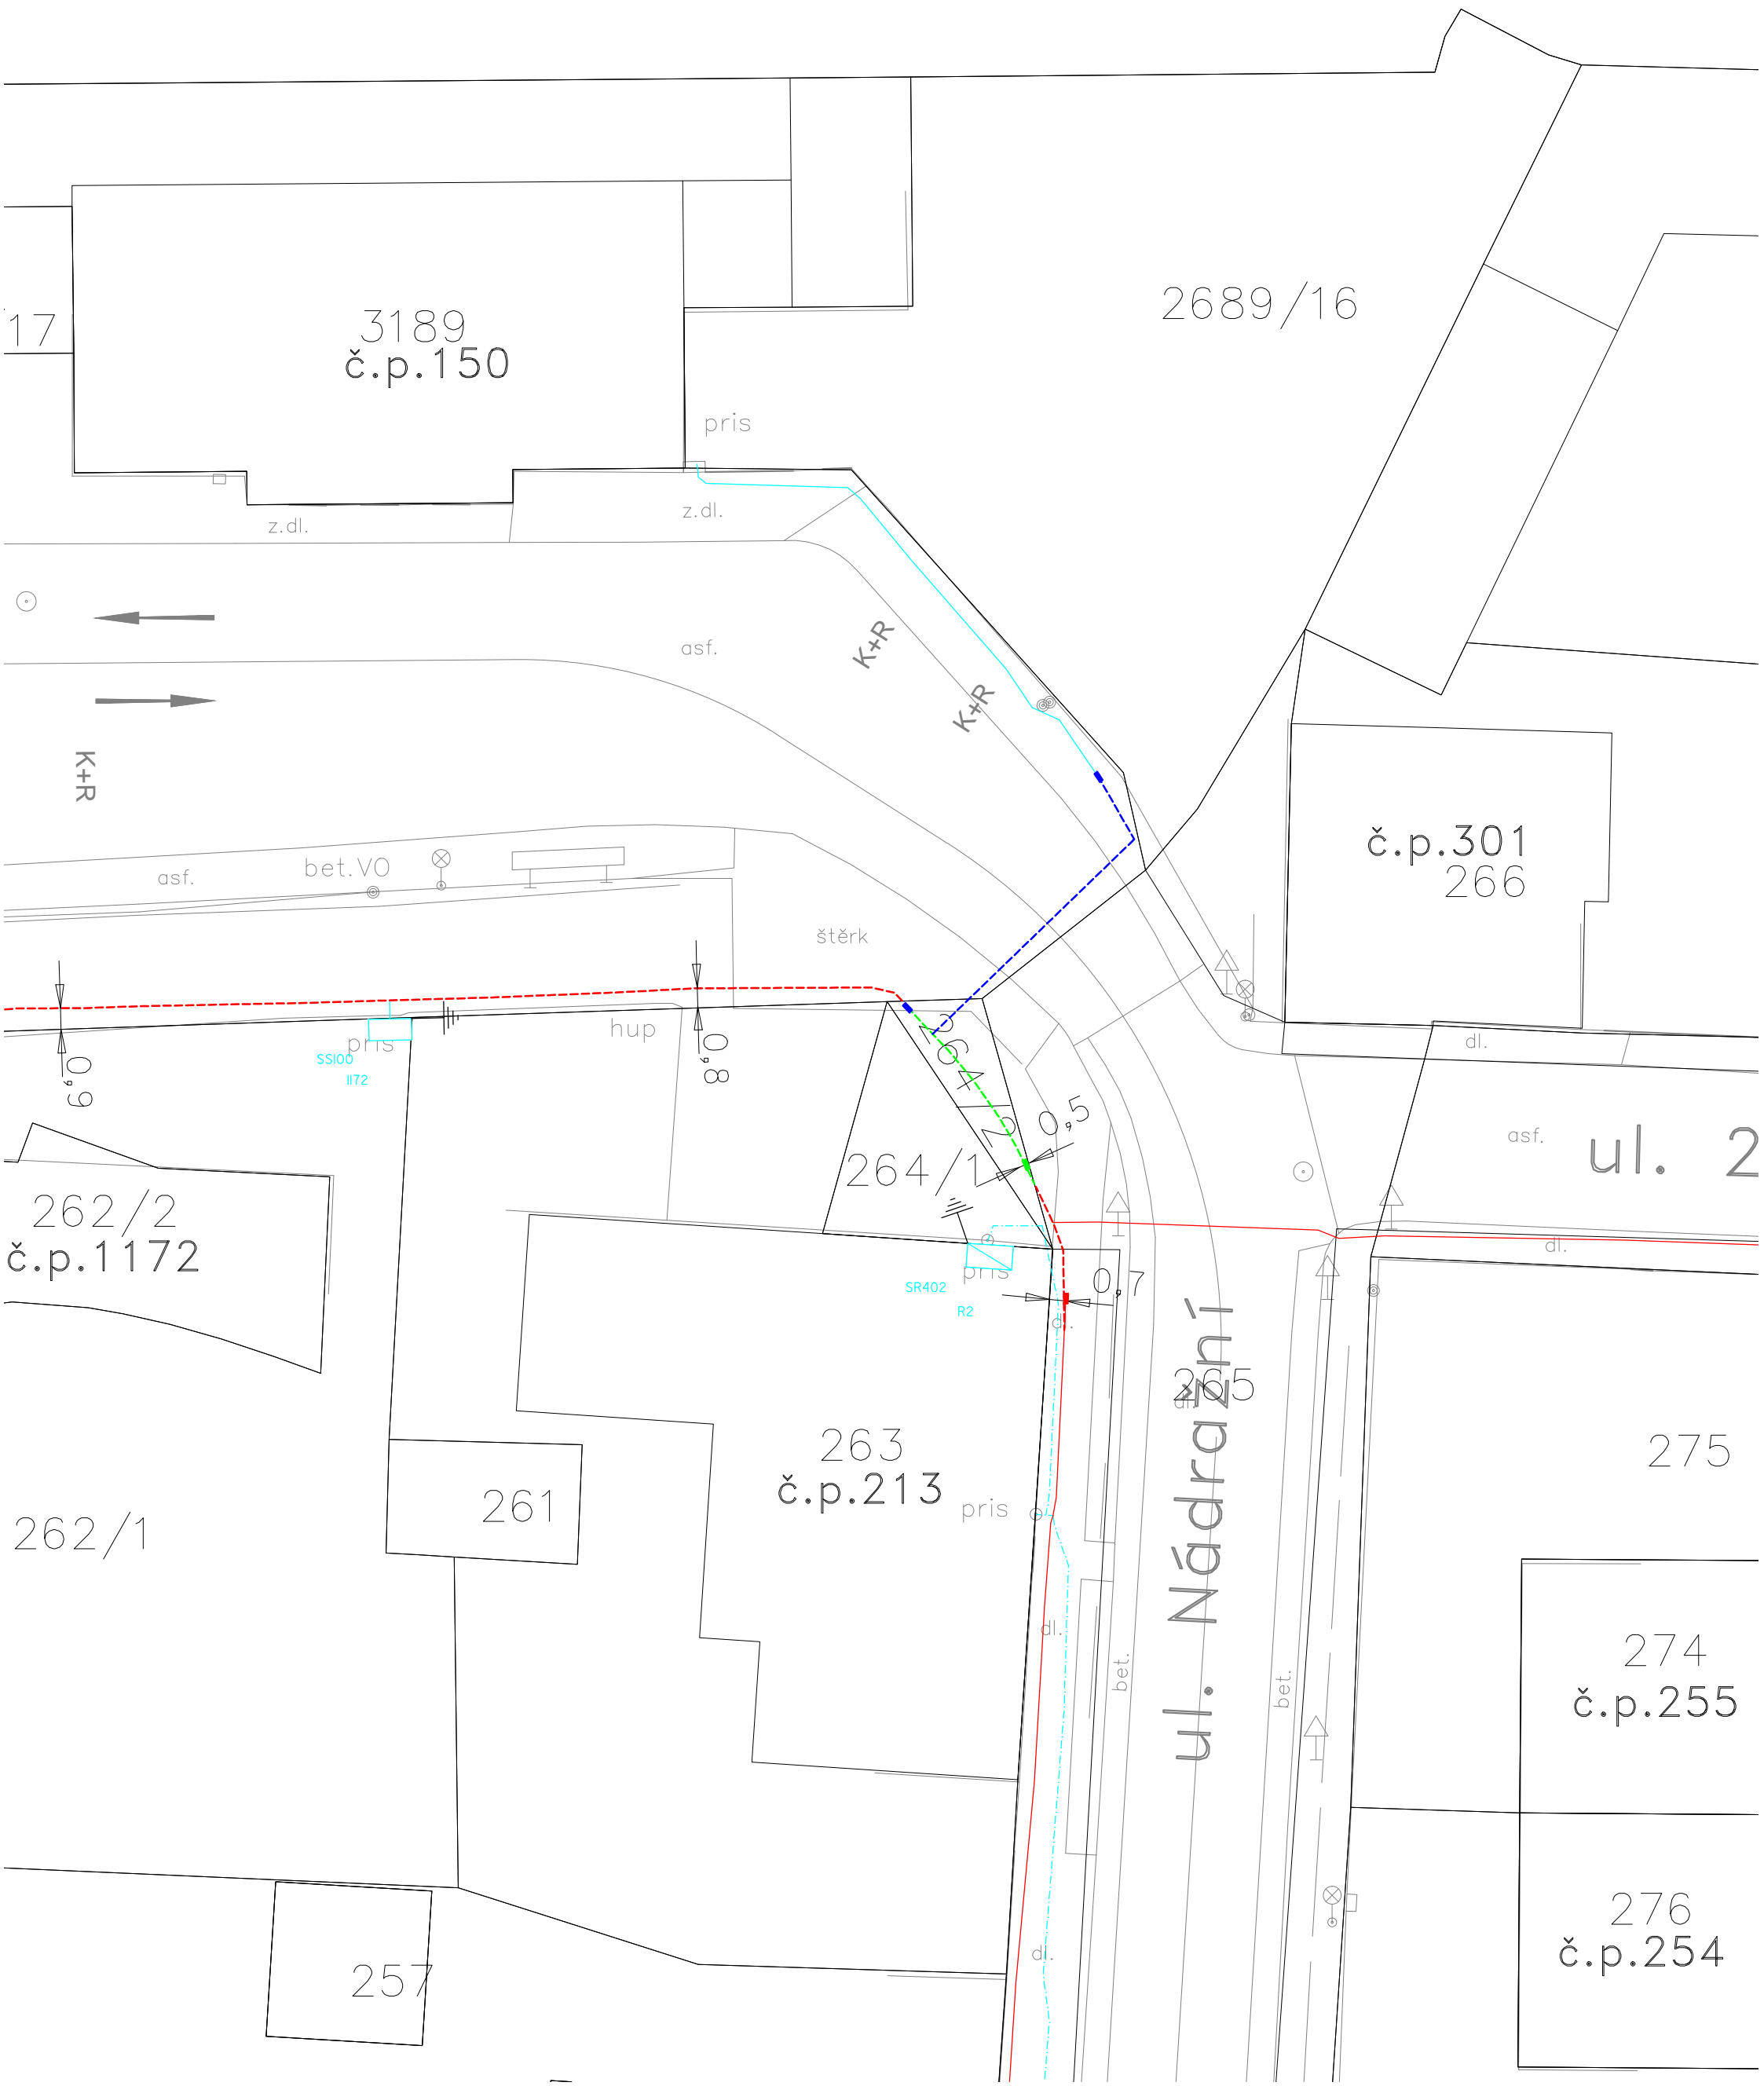 2689/16
17
3189
č.p.150
pris
z.dl.
z.dl.
asf.
K+R
K+R
K+R
č.p.301
266
bet.VO
asf.
štěrk
hup
pris
SS100
1172
0,9
0,8
264/2
0,5
264/1
dl.
asf.
ul. 2
262/2
č.p.1172
dl.
pris
SR402
R2
0,7
dl.
265
dl.
ul. Nádražní
263
č.p.213
275
261
pris
262/1
dl.
bet.
bet.
274
č.p.255
276
č.p.254
dl.
257